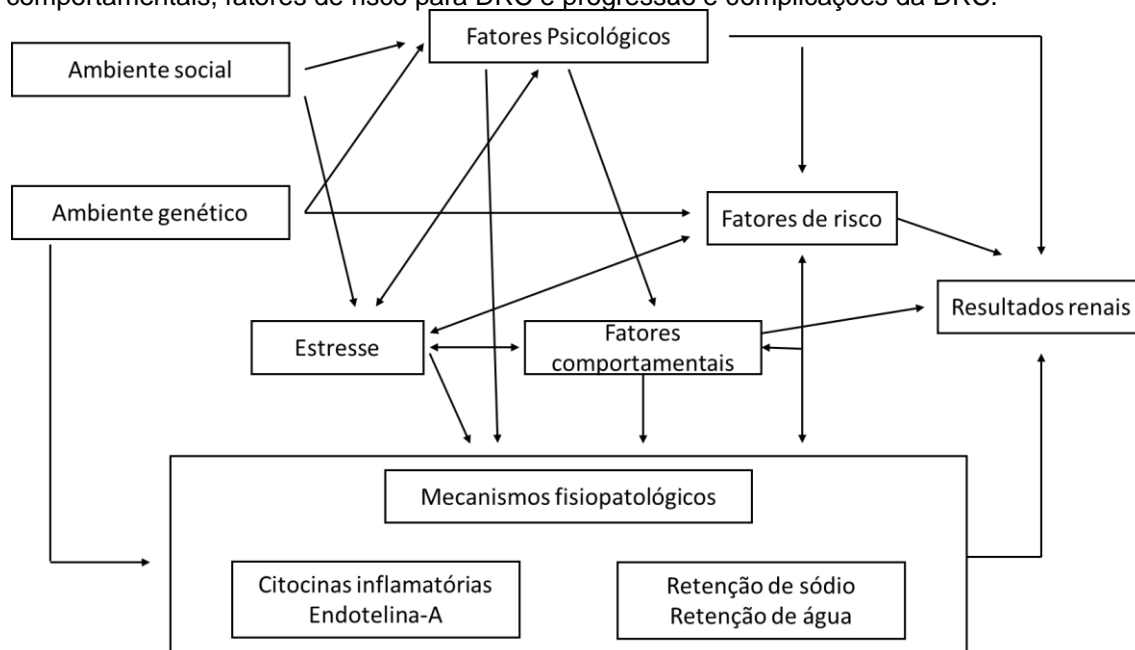 comportamentais, fatores de risco para DRC e progressão e complicações da DRC.
Fatores Psicológicos
Ambiente social
Ambiente genético
Fatores de risco
Resultados renais
Estresse
Fatores
comportamentais
Mecanismos fisiopatológicos
Citocinas inflamatórias
Endotelina-A
Retenção de sódio
Retenção de água